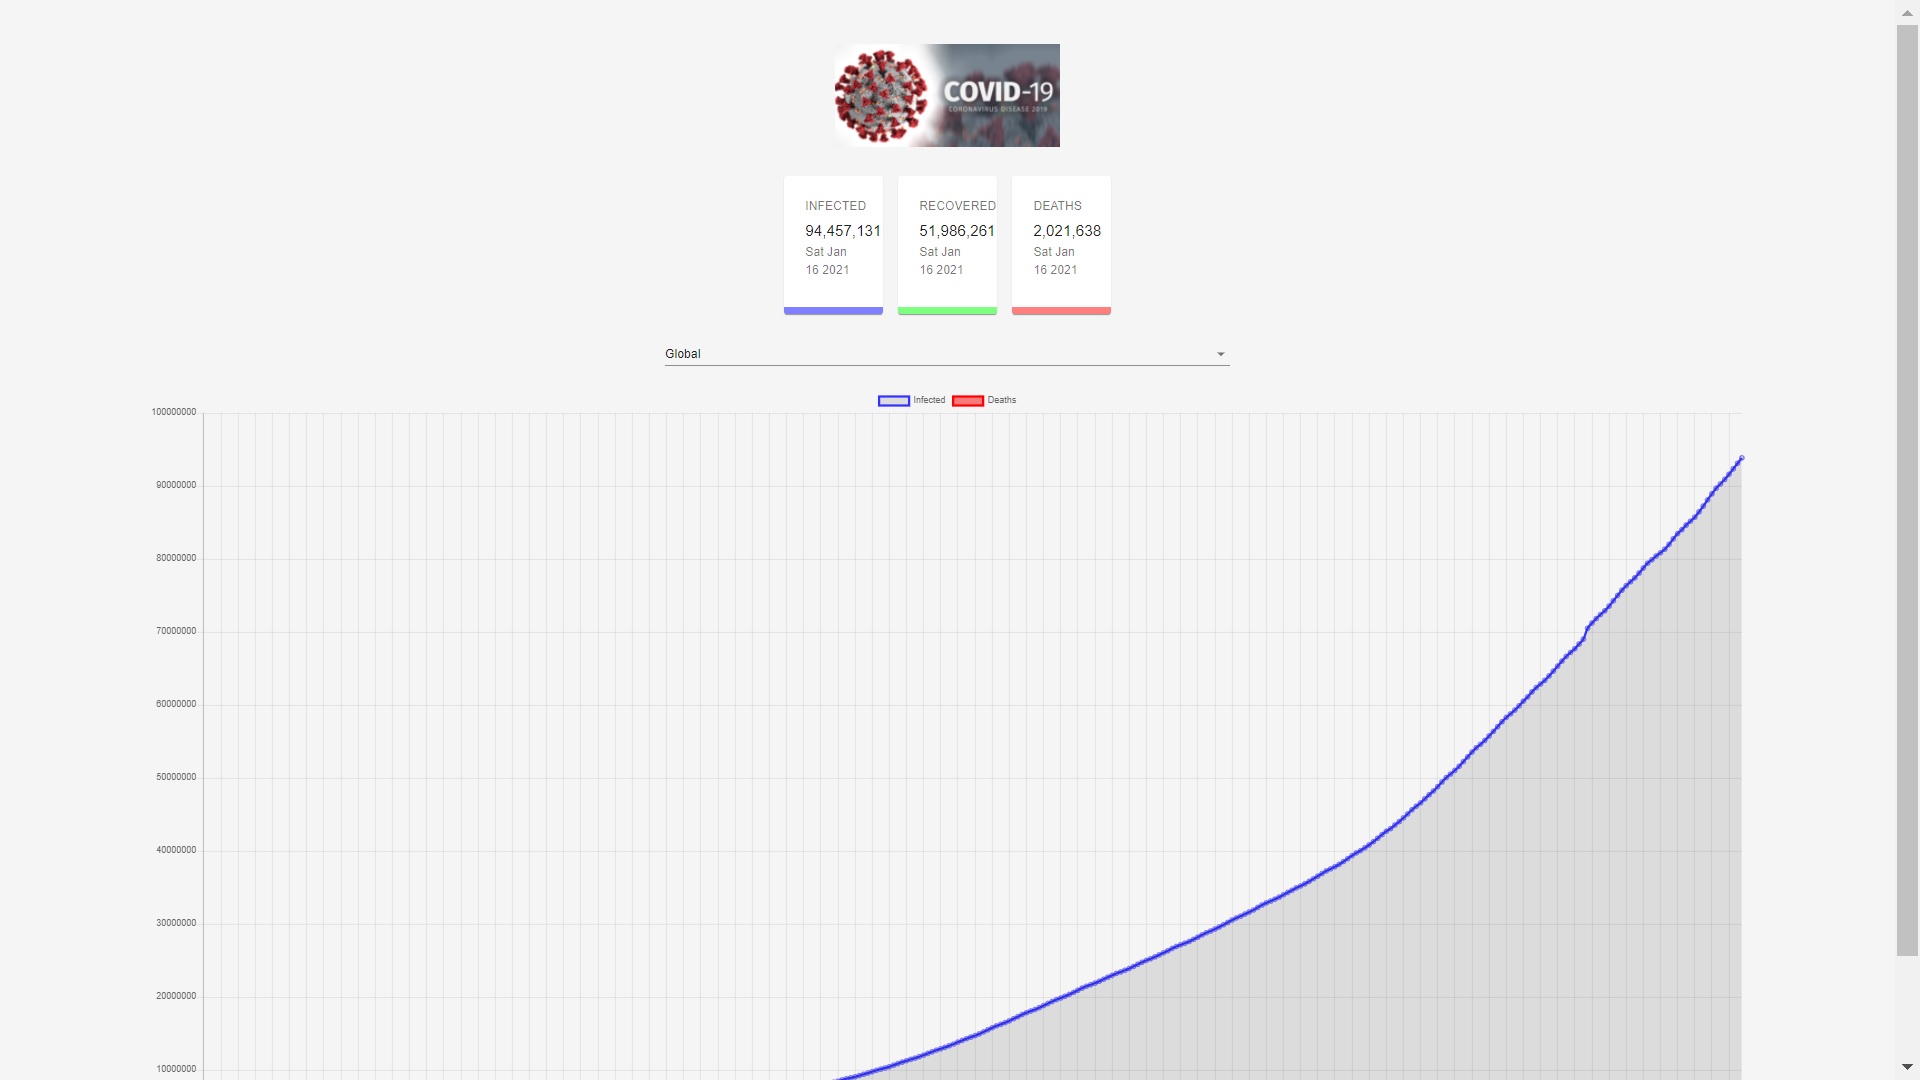 COVID-19
CORONAVIRUS DISEASE 2019
INFECTED
94,457,131
Sat Jan
16 2021
RECOVERED
51,986,261
Sat Jan
16 2021
DEATHS
2,021,638
Sat Jan
16 2021
Global
Infected
Deaths
100000000
90000000
80000000
70000000
60000000
50000000
40000000
30000000
20000000
10000000